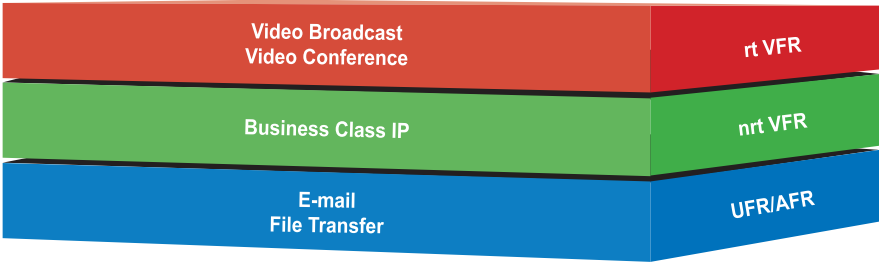 Video Broadcast
Video Conference
rt VFR
Business Class IP
nrt VFR
E-mail
File Transfer
UFR/AFR